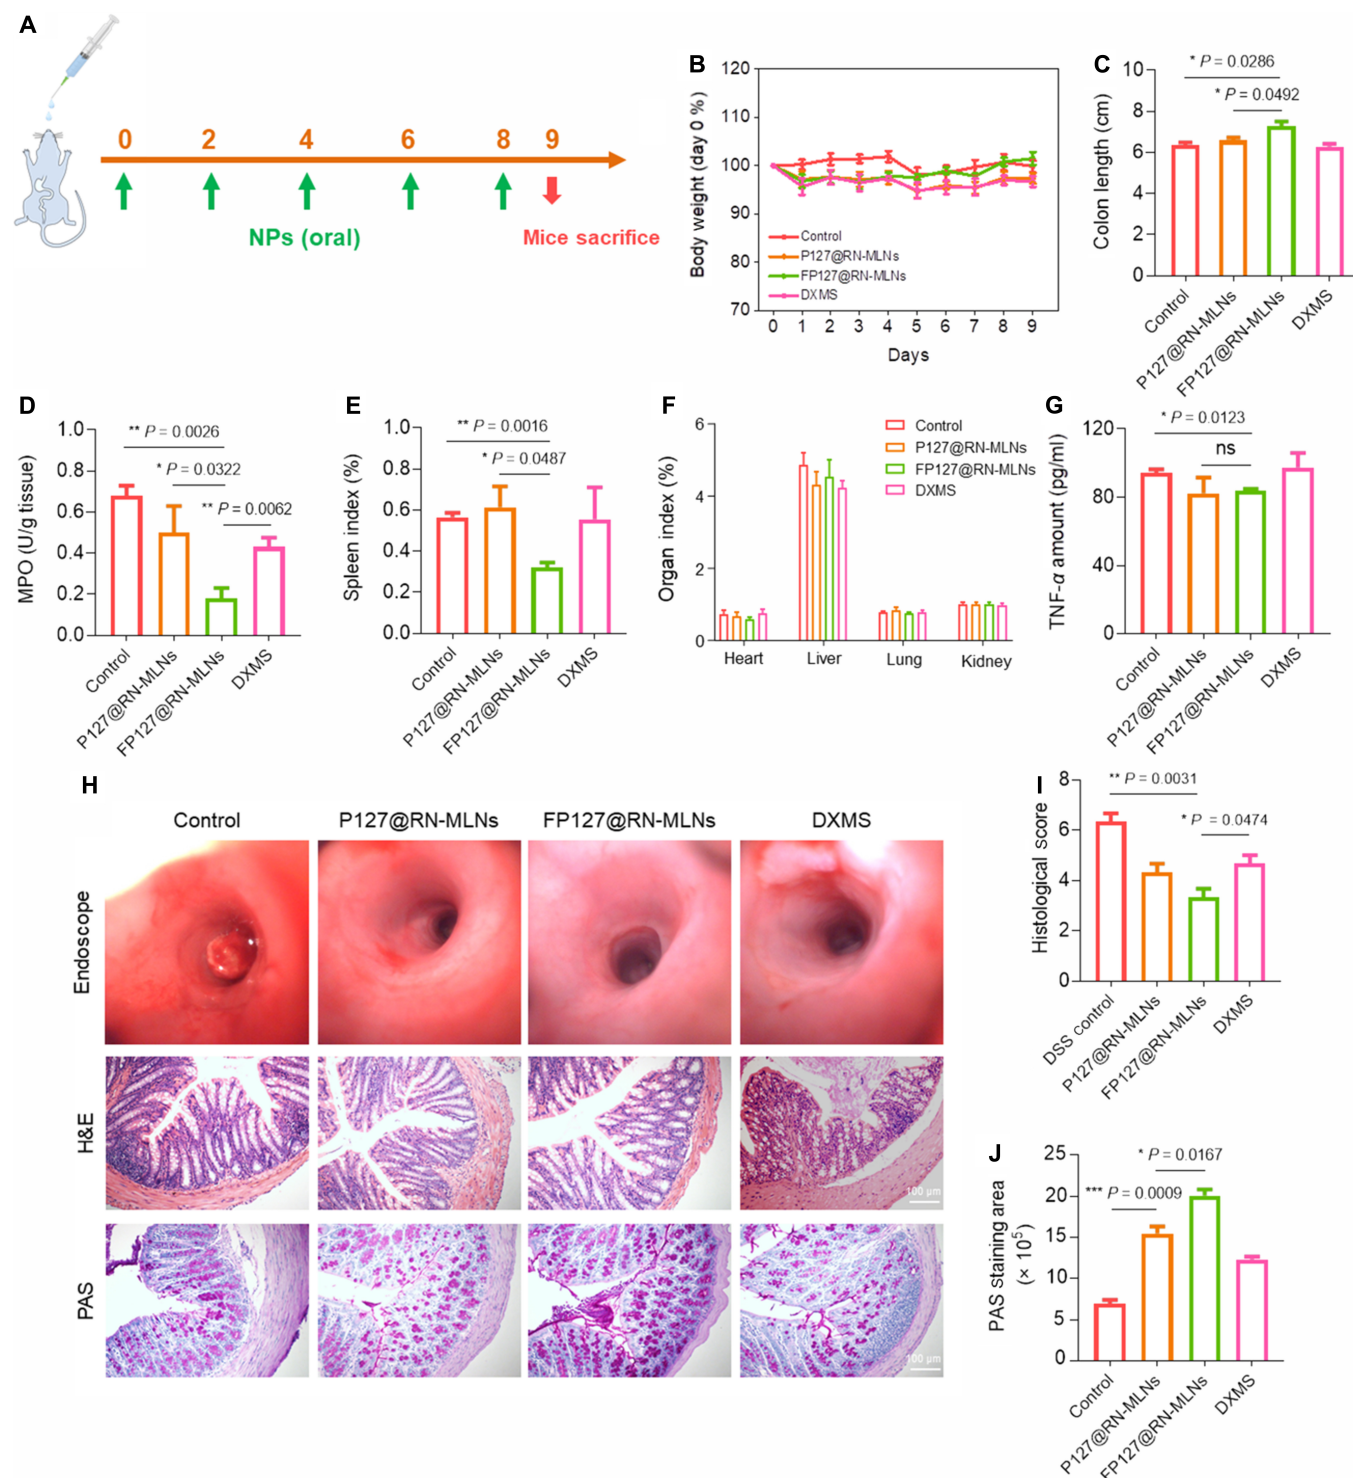 A
0 2 4 6 8 9
NPs (oral)
Mice sacrifice
B
Body weight (day 0 %)
120
110
100
90
80
70
Control
P127@RN-MLNs
FP127@RN-MLNs
DXMS
0 1 2 3 4 5 6 7 8 9
Days
C
Colon length (cm)
10
8
6
4
2
0
* P = 0.0286
* P = 0.0492
Control
P127@RN-MLNs
FP127@RN-MLNs
DXMS
D
MPO (U/g tissue)
1.0
0.8
0.6
0.4
0.2
0.0
** P = 0.0026
* P = 0.0322
** P = 0.0062
Control
P127@RN-MLNs
FP127@RN-MLNs
DXMS
E
Spleen index (%)
1.0
0.8
0.6
0.4
0.2
0.0
** P = 0.0016
* P = 0.0487
Control
P127@RN-MLNs
FP127@RN-MLNs
DXMS
F
Organ index (%)
6
4
2
0
Control
P127@RN-MLNs
FP127@RN-MLNs
DXMS
Heart Liver Lung Kidney
G
TNF-α amount (pg/ml)
120
80
40
0
* P = 0.0123
ns
Control
P127@RN-MLNs
FP127@RN-MLNs
DXMS
H
Control P127@RN-MLNs FP127@RN-MLNs DXMS
Endoscope
H&E
100 μm
PAS
100 μm
I
Histological score
8
6
4
2
0
** P = 0.0031
* P = 0.0474
DSS control
P127@RN-MLNs
FP127@RN-MLNs
DXMS
J
PAS staining area
(× 10⁵)
25
20
15
10
5
0
* P = 0.0167
*** P = 0.0009
Control
P127@RN-MLNs
FP127@RN-MLNs
DXMS